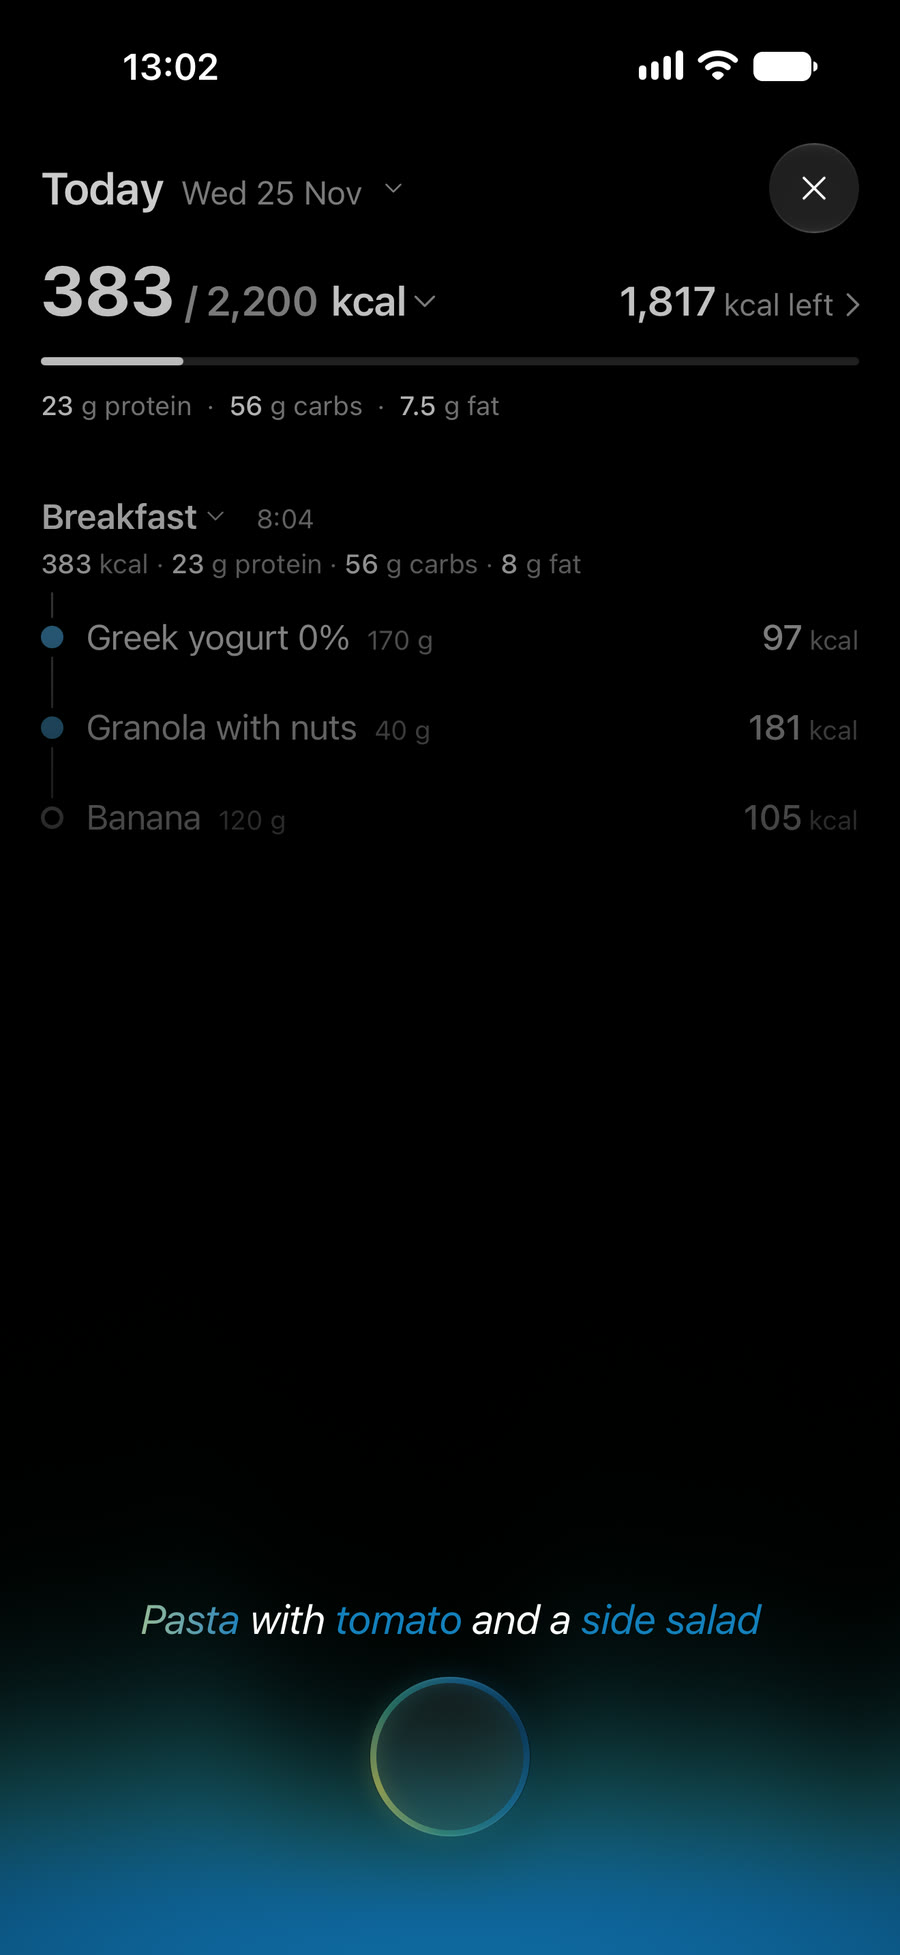 13:02
Today Wed 25 Nov
383 / 2,200 kcal 1,817 kcal left
23 g protein · 56 g carbs · 7.5 g fat
Breakfast 8:04
383 kcal · 23 g protein · 56 g carbs · 8 g fat
Greek yogurt 0% 170 g 97 kcal
Granola with nuts 40 g 181 kcal
Banana 120 g 105 kcal
Pasta with tomato and a side salad